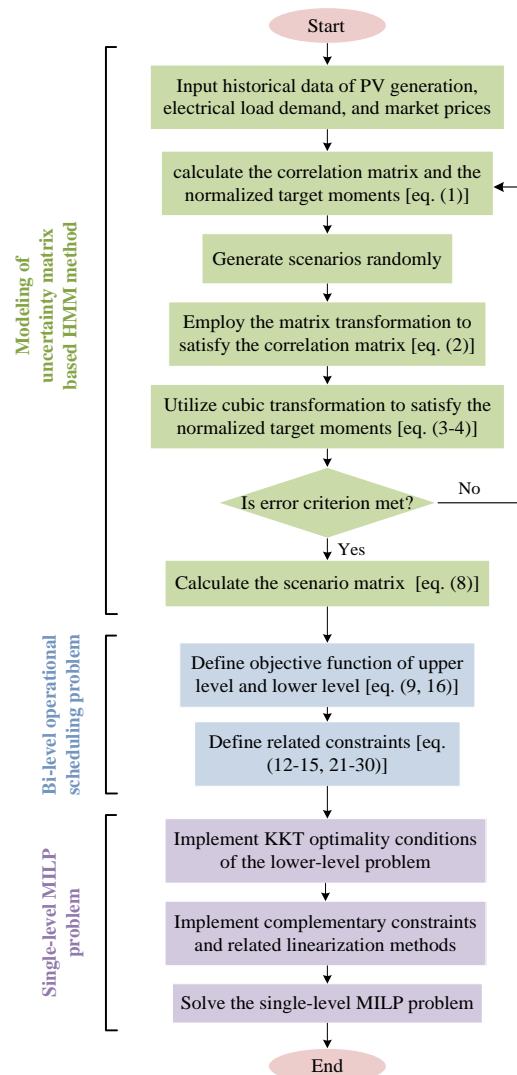 Start
Input historical data of PV generation,
electrical load demand, and market prices
calculate the correlation matrix and the
normalized target moments [eq. (1)]
Generate scenarios randomly
Employ the matrix transformation to
satisfy the correlation matrix [eq. (2)]
Utilize cubic transformation to satisfy the
normalized target moments [eq. (3-4)]
Is error criterion met?
No
Yes
Calculate the scenario matrix [eq. (8)]
Modeling of
uncertainty matrix
based HMM method
Define objective function of upper
level and lower level [eq. (9, 16)]
Define related constraints [eq.
(12-15, 21-30)]
Bi-level operational
scheduling problem
Implement KKT optimality conditions
of the lower-level problem
Implement complementary constraints
and related linearization methods
Solve the single-level MILP problem
Single-level MILP
problem
End